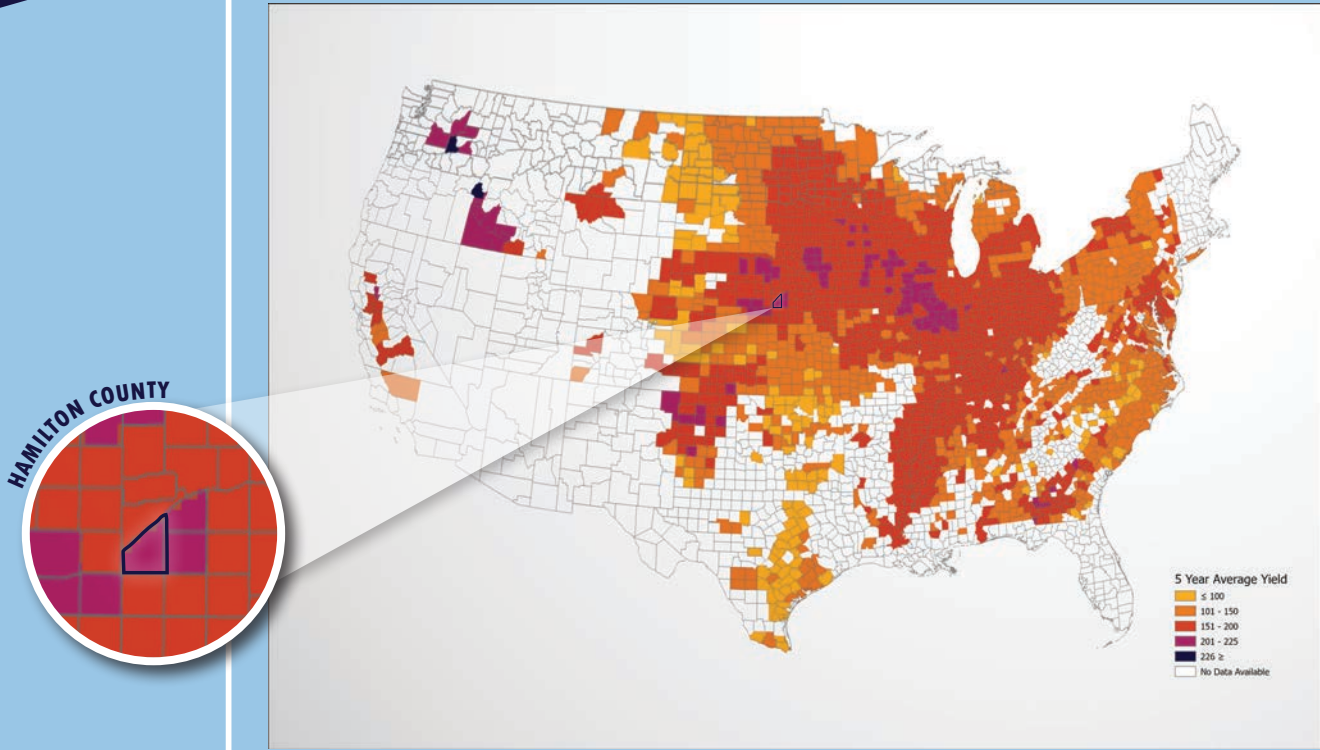 HAMILTON COUNTY
5 Year Average Yield
≤ 100
101 - 150
151 - 200
201 - 225
226 ≥
No Data Available